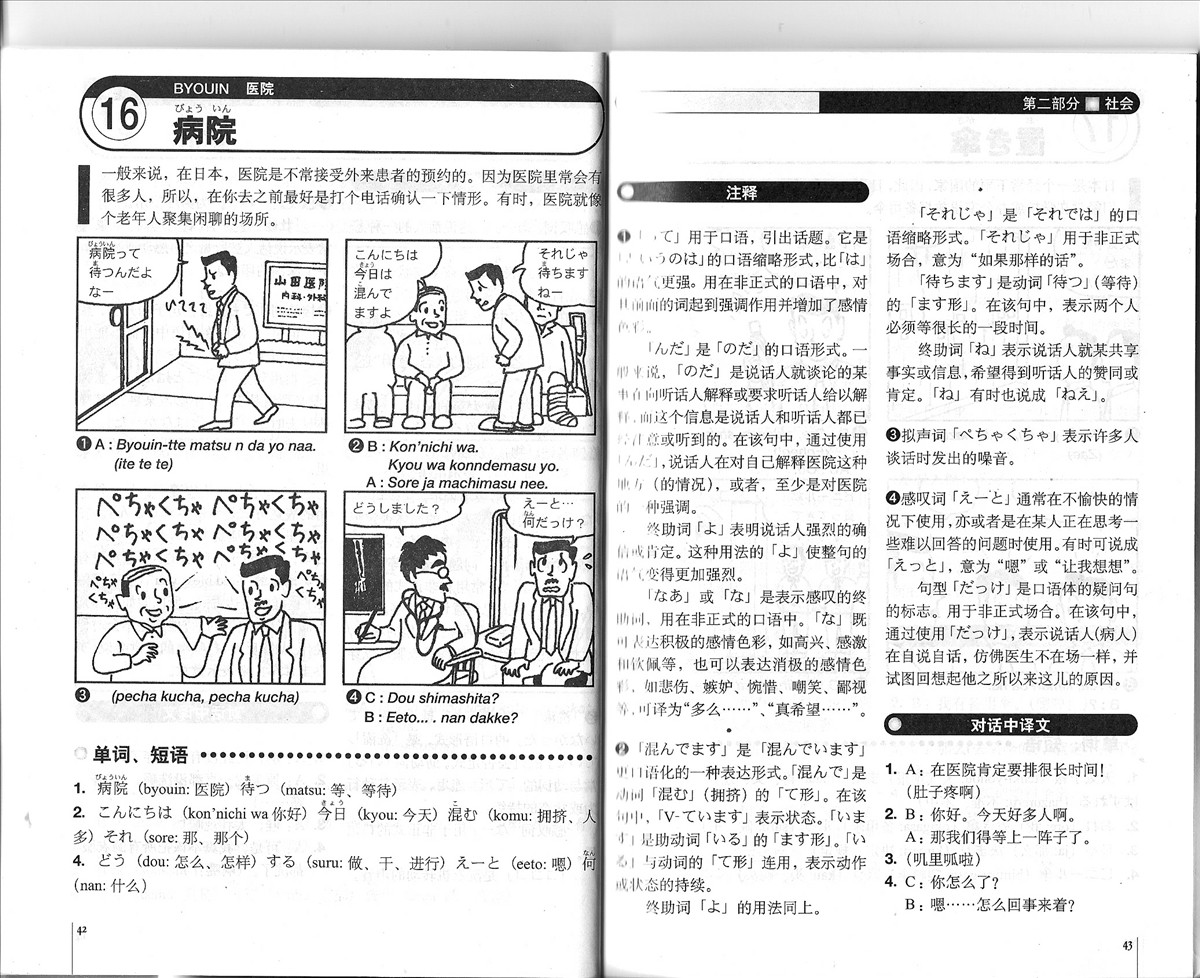 BYOUIN 医院
16
びょう いん
病院
一般来说，在日本，医院是不常接受外来患者的预约的。因为医院里常会有
很多人，所以，在你去之前最好是打个电话确认一下情形。有时，医院就像
个老年人聚集闲聊的场所。
びょういん
病院って
ま
待つんだよ
なー
いててて
山田医院
内科・外科
こんにちは
きょう
今日は
こ
混んで
ますよ
それじゃ
ま
待ちます
ねー
❶ A : Byouin-tte matsu n da yo naa.
(ite te te)
❷ B : Kon'nichi wa.
Kyou wa konndemasu yo.
A : Sore ja machimasu nee.
ぺちゃくちゃ ぺちゃくちゃ
ぺちゃくちゃ ぺちゃくちゃ
ぺちゃくちゃ ぺちゃくちゃ
ぺちゃ
くちゃ
ぺちゃ
くちゃ
どうしました？
えーと…
なん
何だっけ？
❸ (pecha kucha, pecha kucha)
❹ C : Dou shimashita?
B : Eeto... . nan dakke?
单词、短语
びょういん ま
1. 病院（byouin: 医院）待つ（matsu: 等、等待）
きょう こ
2. こんにちは（kon'nichi wa 你好）今日（kyou: 今天）混む（komu: 拥挤、人
多）それ（sore: 那、那个）
なん
4. どう（dou: 怎么、怎样）する（suru: 做、干、进行）えーと（eeto: 嗯）何
（nan: 什么）
42
第二部分 社会
注释
❶「って」用于口语，引出话题。它是
「というのは」的口语缩略形式，比「は」
的语气更强。用在非正式的口语中，对
其前面的词起到强调作用并增加了感情
色彩。
「んだ」是「のだ」的口语形式。一
般来说，「のだ」是说话人就谈论的某
事在向听话人解释或要求听话人给以解
释，而这个信息是说话人和听话人都已
注意或听到的。在该句中，通过使用
「んだ」，说话人在对自己解释医院这种
地方（的情况），或者，至少是对医院
的一种强调。
终助词「よ」表明说话人强烈的确
信或肯定。这种用法的「よ」使整句的
语气变得更加强烈。
「なあ」或「な」是表示感叹的终
助词，用在非正式的口语中。「な」既
可表达积极的感情色彩，如高兴、感激
和钦佩等，也可以表达消极的感情色
彩，如悲伤、嫉妒、惋惜、嘲笑、鄙视
等，可译为“多么……”、“真希望……”。
❷「混んでます」是「混んでいます」
更口语化的一种表达形式。「混んで」是
动词「混む」（拥挤）的「て形」。在该
句中，「V-ています」表示状态。「いま
す」是助动词「いる」的「ます形」。「い
る」与动词的「て形」连用，表示动作
或状态的持续。
终助词「よ」的用法同上。
「それじゃ」是「それでは」的口
语缩略形式。「それじゃ」用于非正式
场合，意为“如果那样的话”。
「待ちます」是动词「待つ」（等待）
的「ます形」。在该句中，表示两个人
必须等很长的一段时间。
终助词「ね」表示说话人就某共享
事实或信息，希望得到听话人的赞同或
肯定。「ね」有时也说成「ねえ」。
❸拟声词「ぺちゃくちゃ」表示许多人
谈话时发出的噪音。
❹感叹词「えーと」通常在不愉快的情
况下使用，亦或者是在某人正在思考一
些难以回答的问题时使用。有时可说成
「えっと」，意为“嗯”或“让我想想”。
句型「だっけ」是口语体的疑问句
的标志。用于非正式场合。在该句中，
通过使用「だっけ」，表示说话人（病人）
在自说自话，仿佛医生不在场一样，并
试图回想起他之所以来这儿的原因。
对话中译文
1. A：在医院肯定要排很长时间！
（肚子疼啊）
2. B：你好。今天好多人啊。
A：那我们得等上一阵子了。
3.（叽里呱啦）
4. C：你怎么了？
B：嗯……怎么回事来着？
43